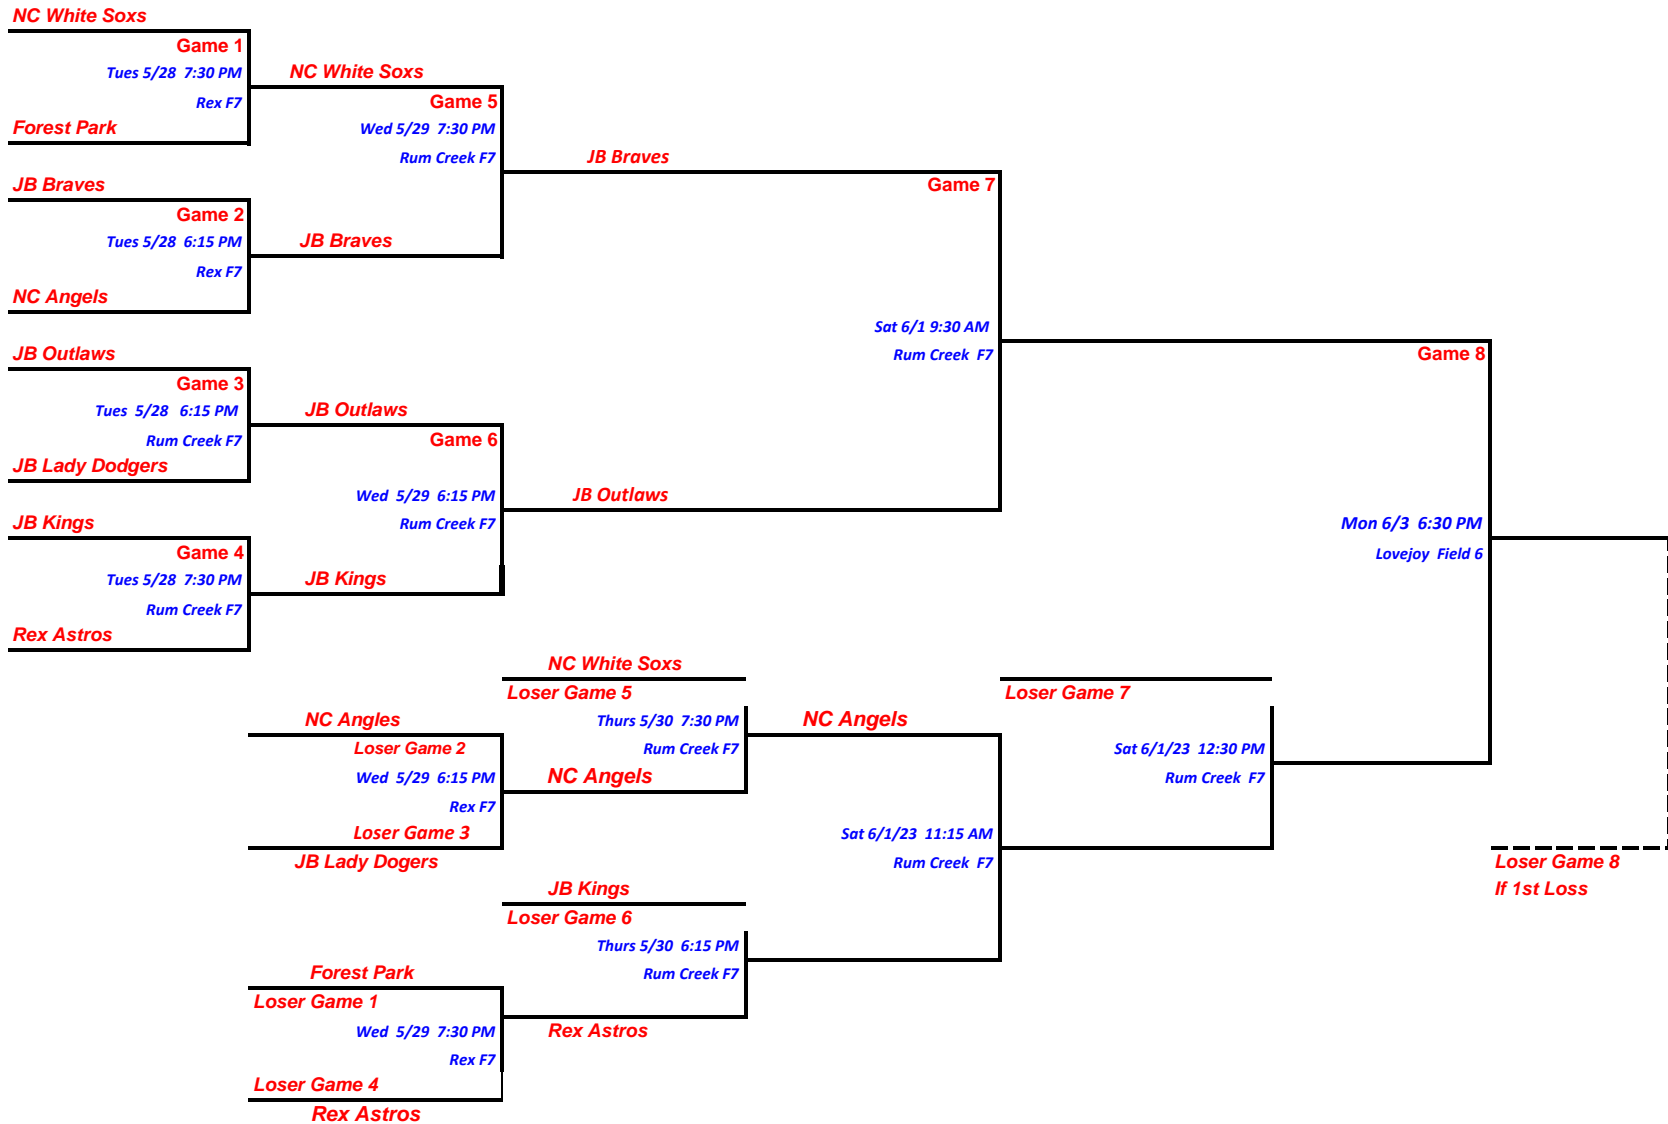 NC White Soxs
Game 1
Tues 5/28 7:30 PM
Rex F7
Forest Park
NC White Soxs
Game 5
Wed 5/29 7:30 PM
Rum Creek F7
JB Braves
Game 2
Tues 5/28 6:15 PM
Rex F7
NC Angels
JB Braves
JB Braves
Game 7
Sat 6/1 9:30 AM
Rum Creek F7
JB Outlaws
Game 3
Tues 5/28 6:15 PM
Rum Creek F7
JB Lady Dodgers
JB Outlaws
Game 6
Wed 5/29 6:15 PM
Rum Creek F7
JB Outlaws
JB Kings
Game 4
Tues 5/28 7:30 PM
Rum Creek F7
Rex Astros
JB Kings
Game 8
Mon 6/3 6:30 PM
Lovejoy Field 6
NC White Soxs
Loser Game 5
Thurs 5/30 7:30 PM
Rum Creek F7
NC Angels
NC Angles
Loser Game 2
Wed 5/29 6:15 PM
Rex F7
Loser Game 3
JB Lady Dogers
NC Angels
Loser Game 7
Sat 6/1/23 12:30 PM
Rum Creek F7
Sat 6/1/23 11:15 AM
Rum Creek F7
Loser Game 8
If 1st Loss
JB Kings
Loser Game 6
Thurs 5/30 6:15 PM
Rum Creek F7
Forest Park
Loser Game 1
Wed 5/29 7:30 PM
Rex F7
Rex Astros
Loser Game 4
Rex Astros